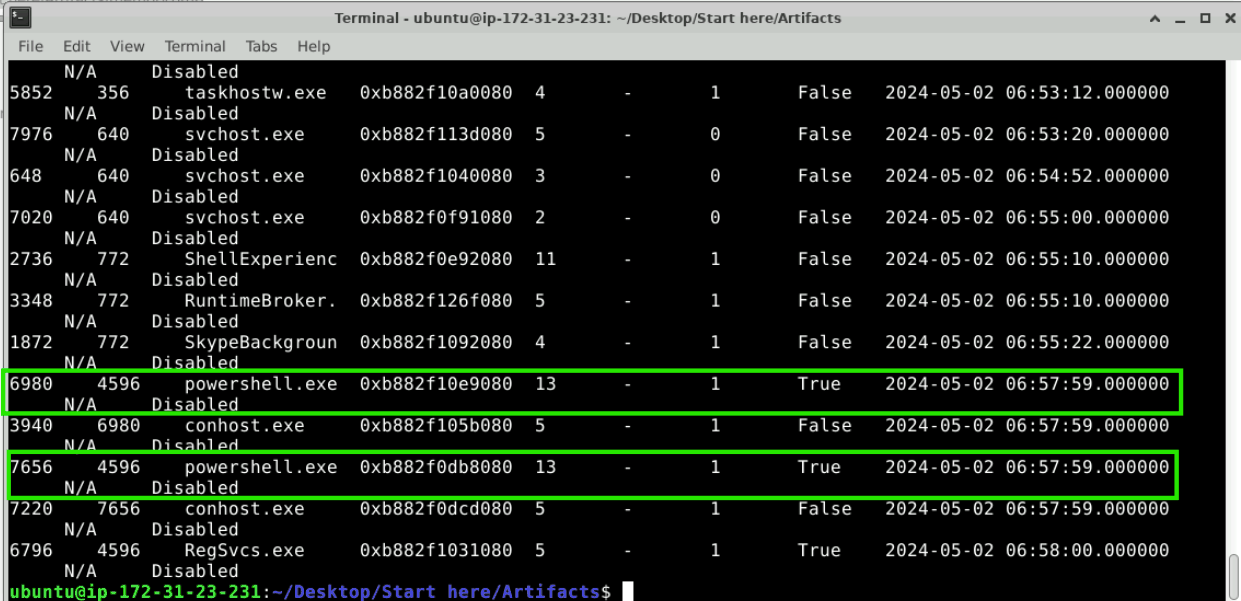 Terminal - ubuntu@ip-172-31-23-231: ~/Desktop/Start here/Artifacts
File Edit View Terminal Tabs Help
N/A Disabled
5852 356 taskhostw.exe 0xb882f10a0080 4 - 1 False 2024-05-02 06:53:12.000000
N/A Disabled
7976 640 svchost.exe 0xb882f113d080 5 - 0 False 2024-05-02 06:53:20.000000
N/A Disabled
648 640 svchost.exe 0xb882f1040080 3 - 0 False 2024-05-02 06:54:52.000000
N/A Disabled
7020 640 svchost.exe 0xb882f0f91080 2 - 0 False 2024-05-02 06:55:00.000000
N/A Disabled
2736 772 ShellExperienc 0xb882f0e92080 11 - 1 False 2024-05-02 06:55:10.000000
N/A Disabled
3348 772 RuntimeBroker. 0xb882f126f080 5 - 1 False 2024-05-02 06:55:10.000000
N/A Disabled
1872 772 SkypeBackgroun 0xb882f1092080 4 - 1 False 2024-05-02 06:55:22.000000
N/A Disabled
6980 4596 powershell.exe 0xb882f10e9080 13 - 1 True 2024-05-02 06:57:59.000000
N/A Disabled
3940 6980 conhost.exe 0xb882f105b080 5 - 1 False 2024-05-02 06:57:59.000000
N/A Disabled
7656 4596 powershell.exe 0xb882f0db8080 13 - 1 True 2024-05-02 06:57:59.000000
N/A Disabled
7220 7656 conhost.exe 0xb882f0dcd080 5 - 1 False 2024-05-02 06:57:59.000000
N/A Disabled
6796 4596 RegSvcs.exe 0xb882f1031080 5 - 1 True 2024-05-02 06:58:00.000000
N/A Disabled
ubuntu@ip-172-31-23-231:~/Desktop/Start here/Artifacts$